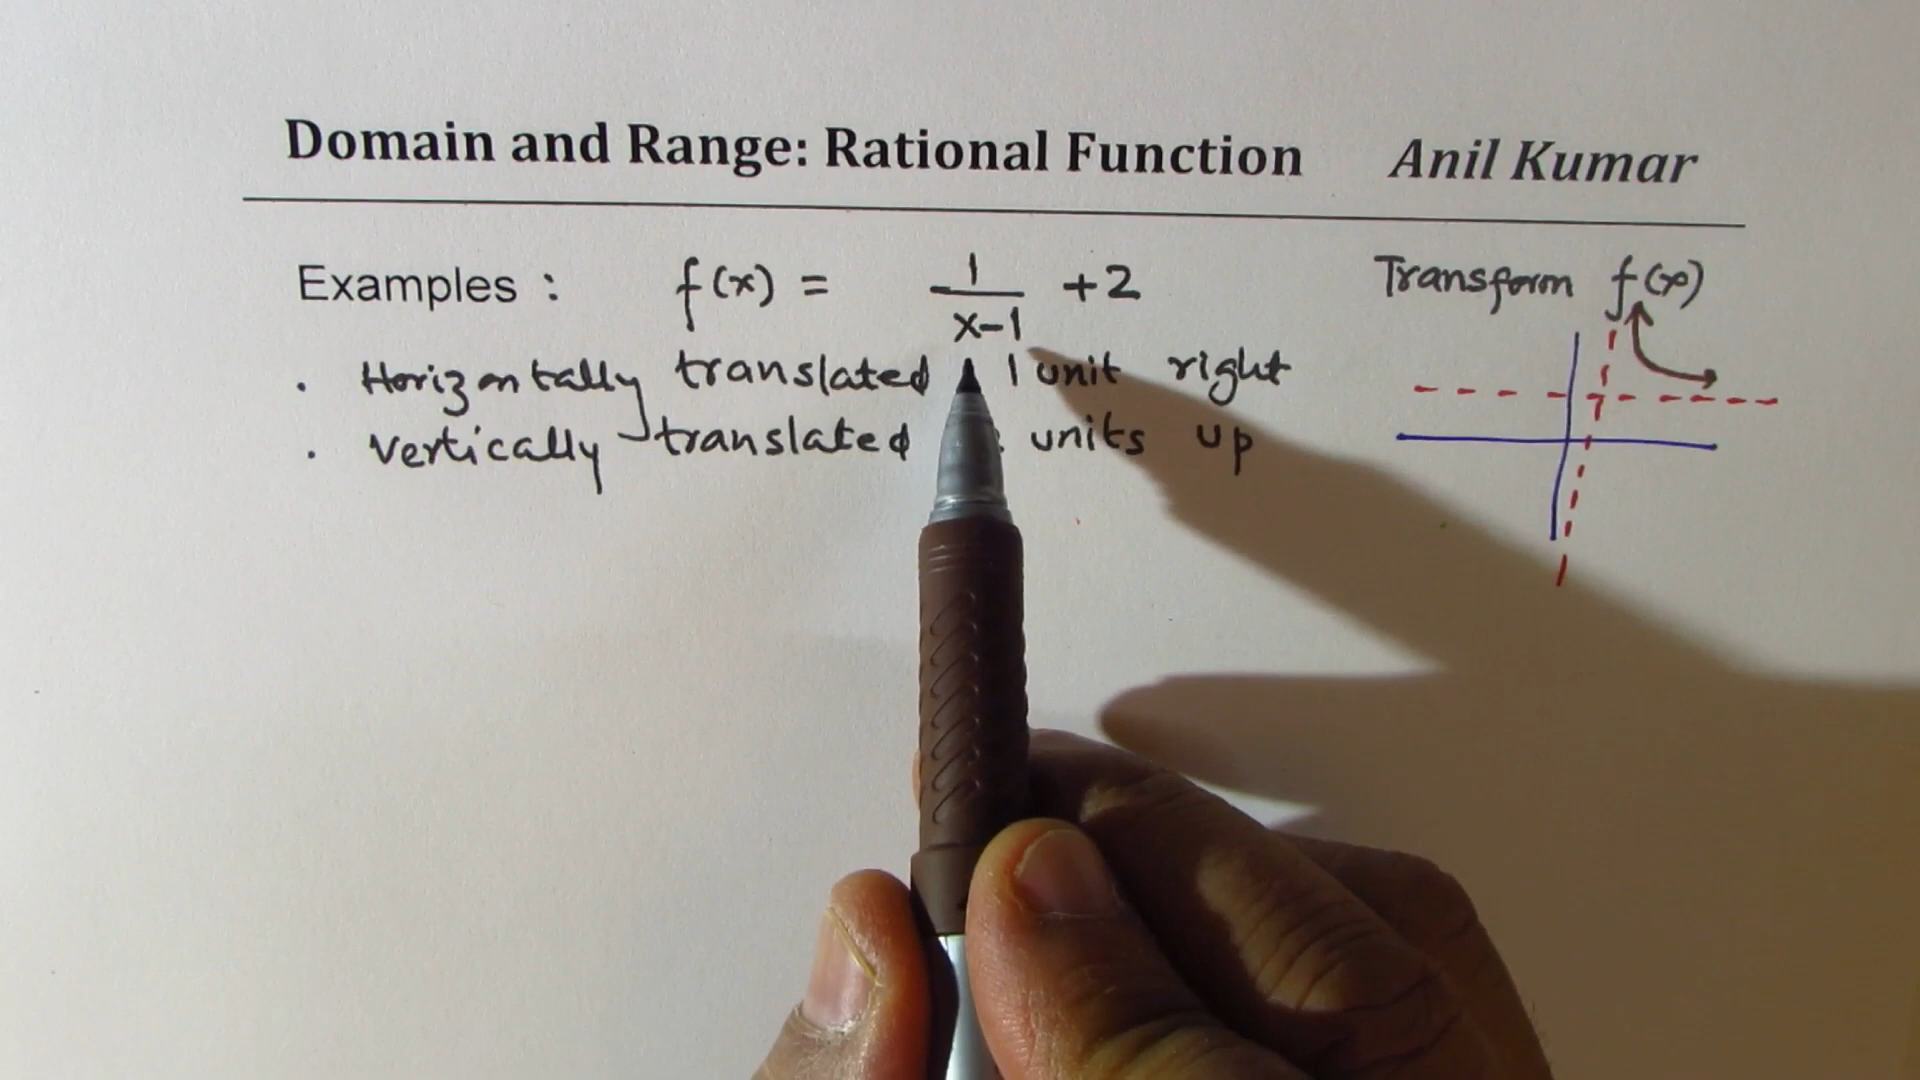 Domain and Range: Rational Function Anil Kumar
Examples : f(x) = 1/(x-1) +2 Transform f(x)
. Horizontally translated 1 unit right
. Vertically translated units up